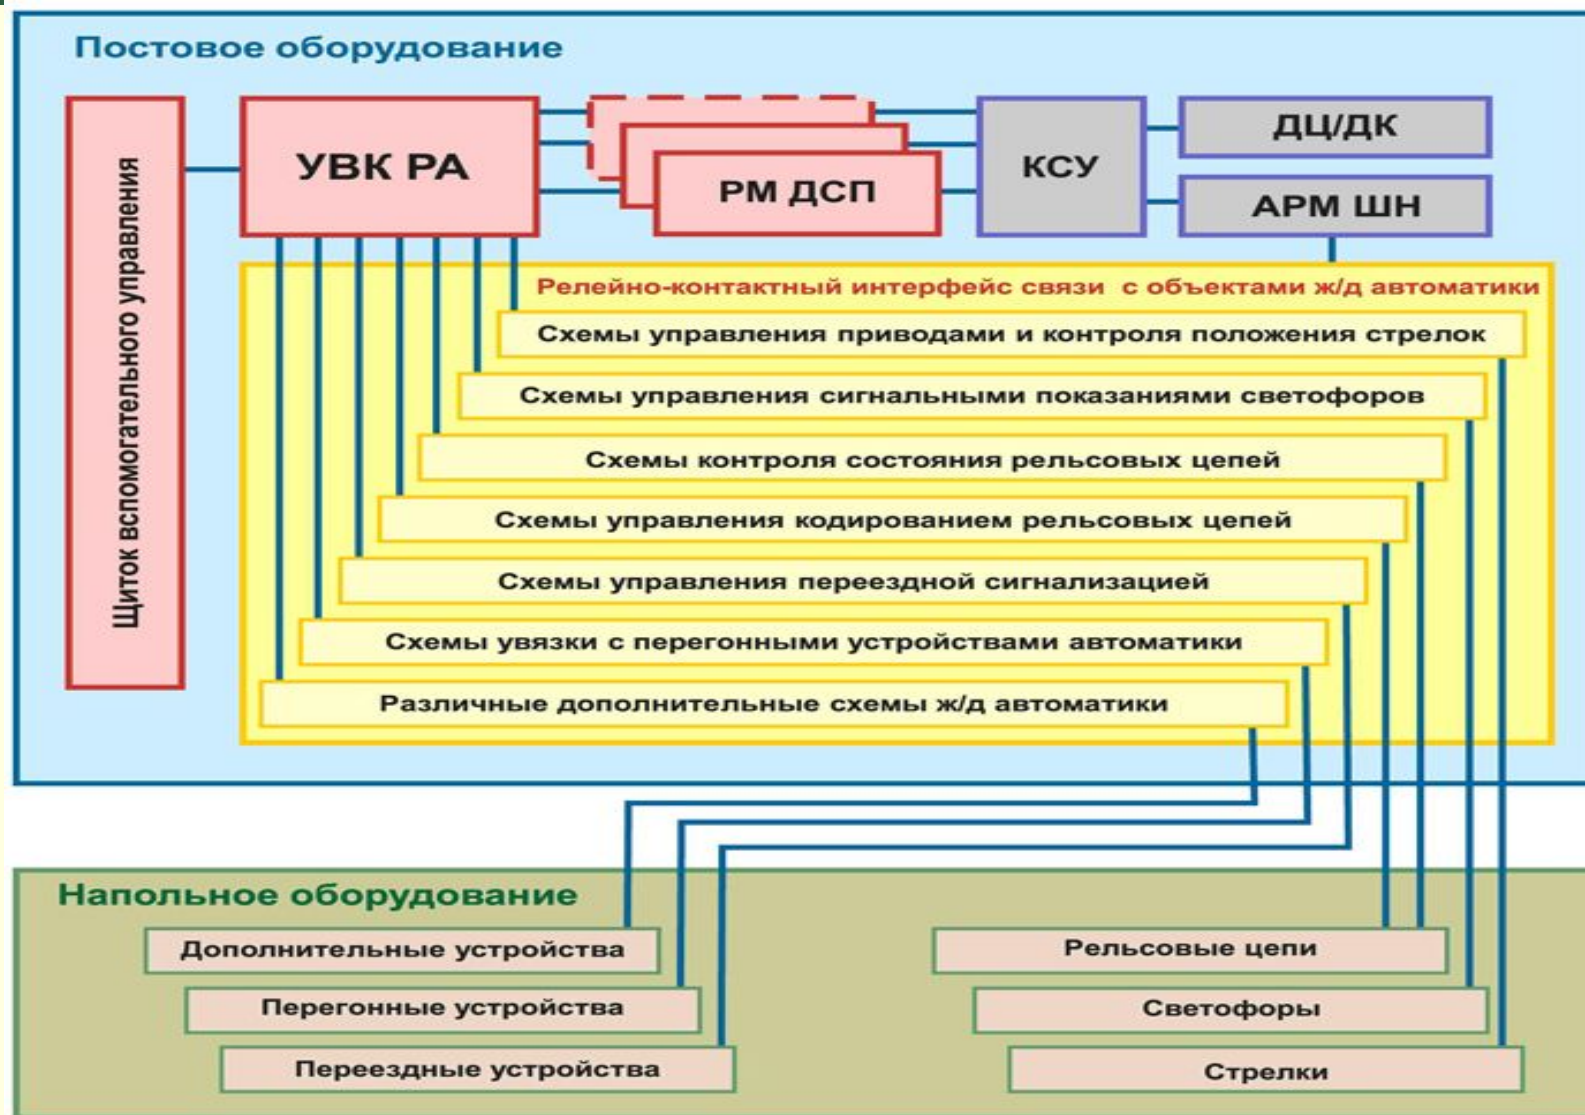 Постовое оборудование
Щиток вспомогательного управления
УВК РА
РМ ДСП
КСУ
ДЦ/ДК
АРМ ШН
Релейно-контактный интерфейс связи с объектами ж/д автоматики
Схемы управления приводами и контроля положения стрелок
Схемы управления сигнальными показаниями светофоров
Схемы контроля состояния рельсовых цепей
Схемы управления кодированием рельсовых цепей
Схемы управления переездной сигнализацией
Схемы увязки с перегонными устройствами автоматики
Различные дополнительные схемы ж/д автоматики
Напольное оборудование
Дополнительные устройства
Перегонные устройства
Переездные устройства
Рельсовые цепи
Светофоры
Стрелки